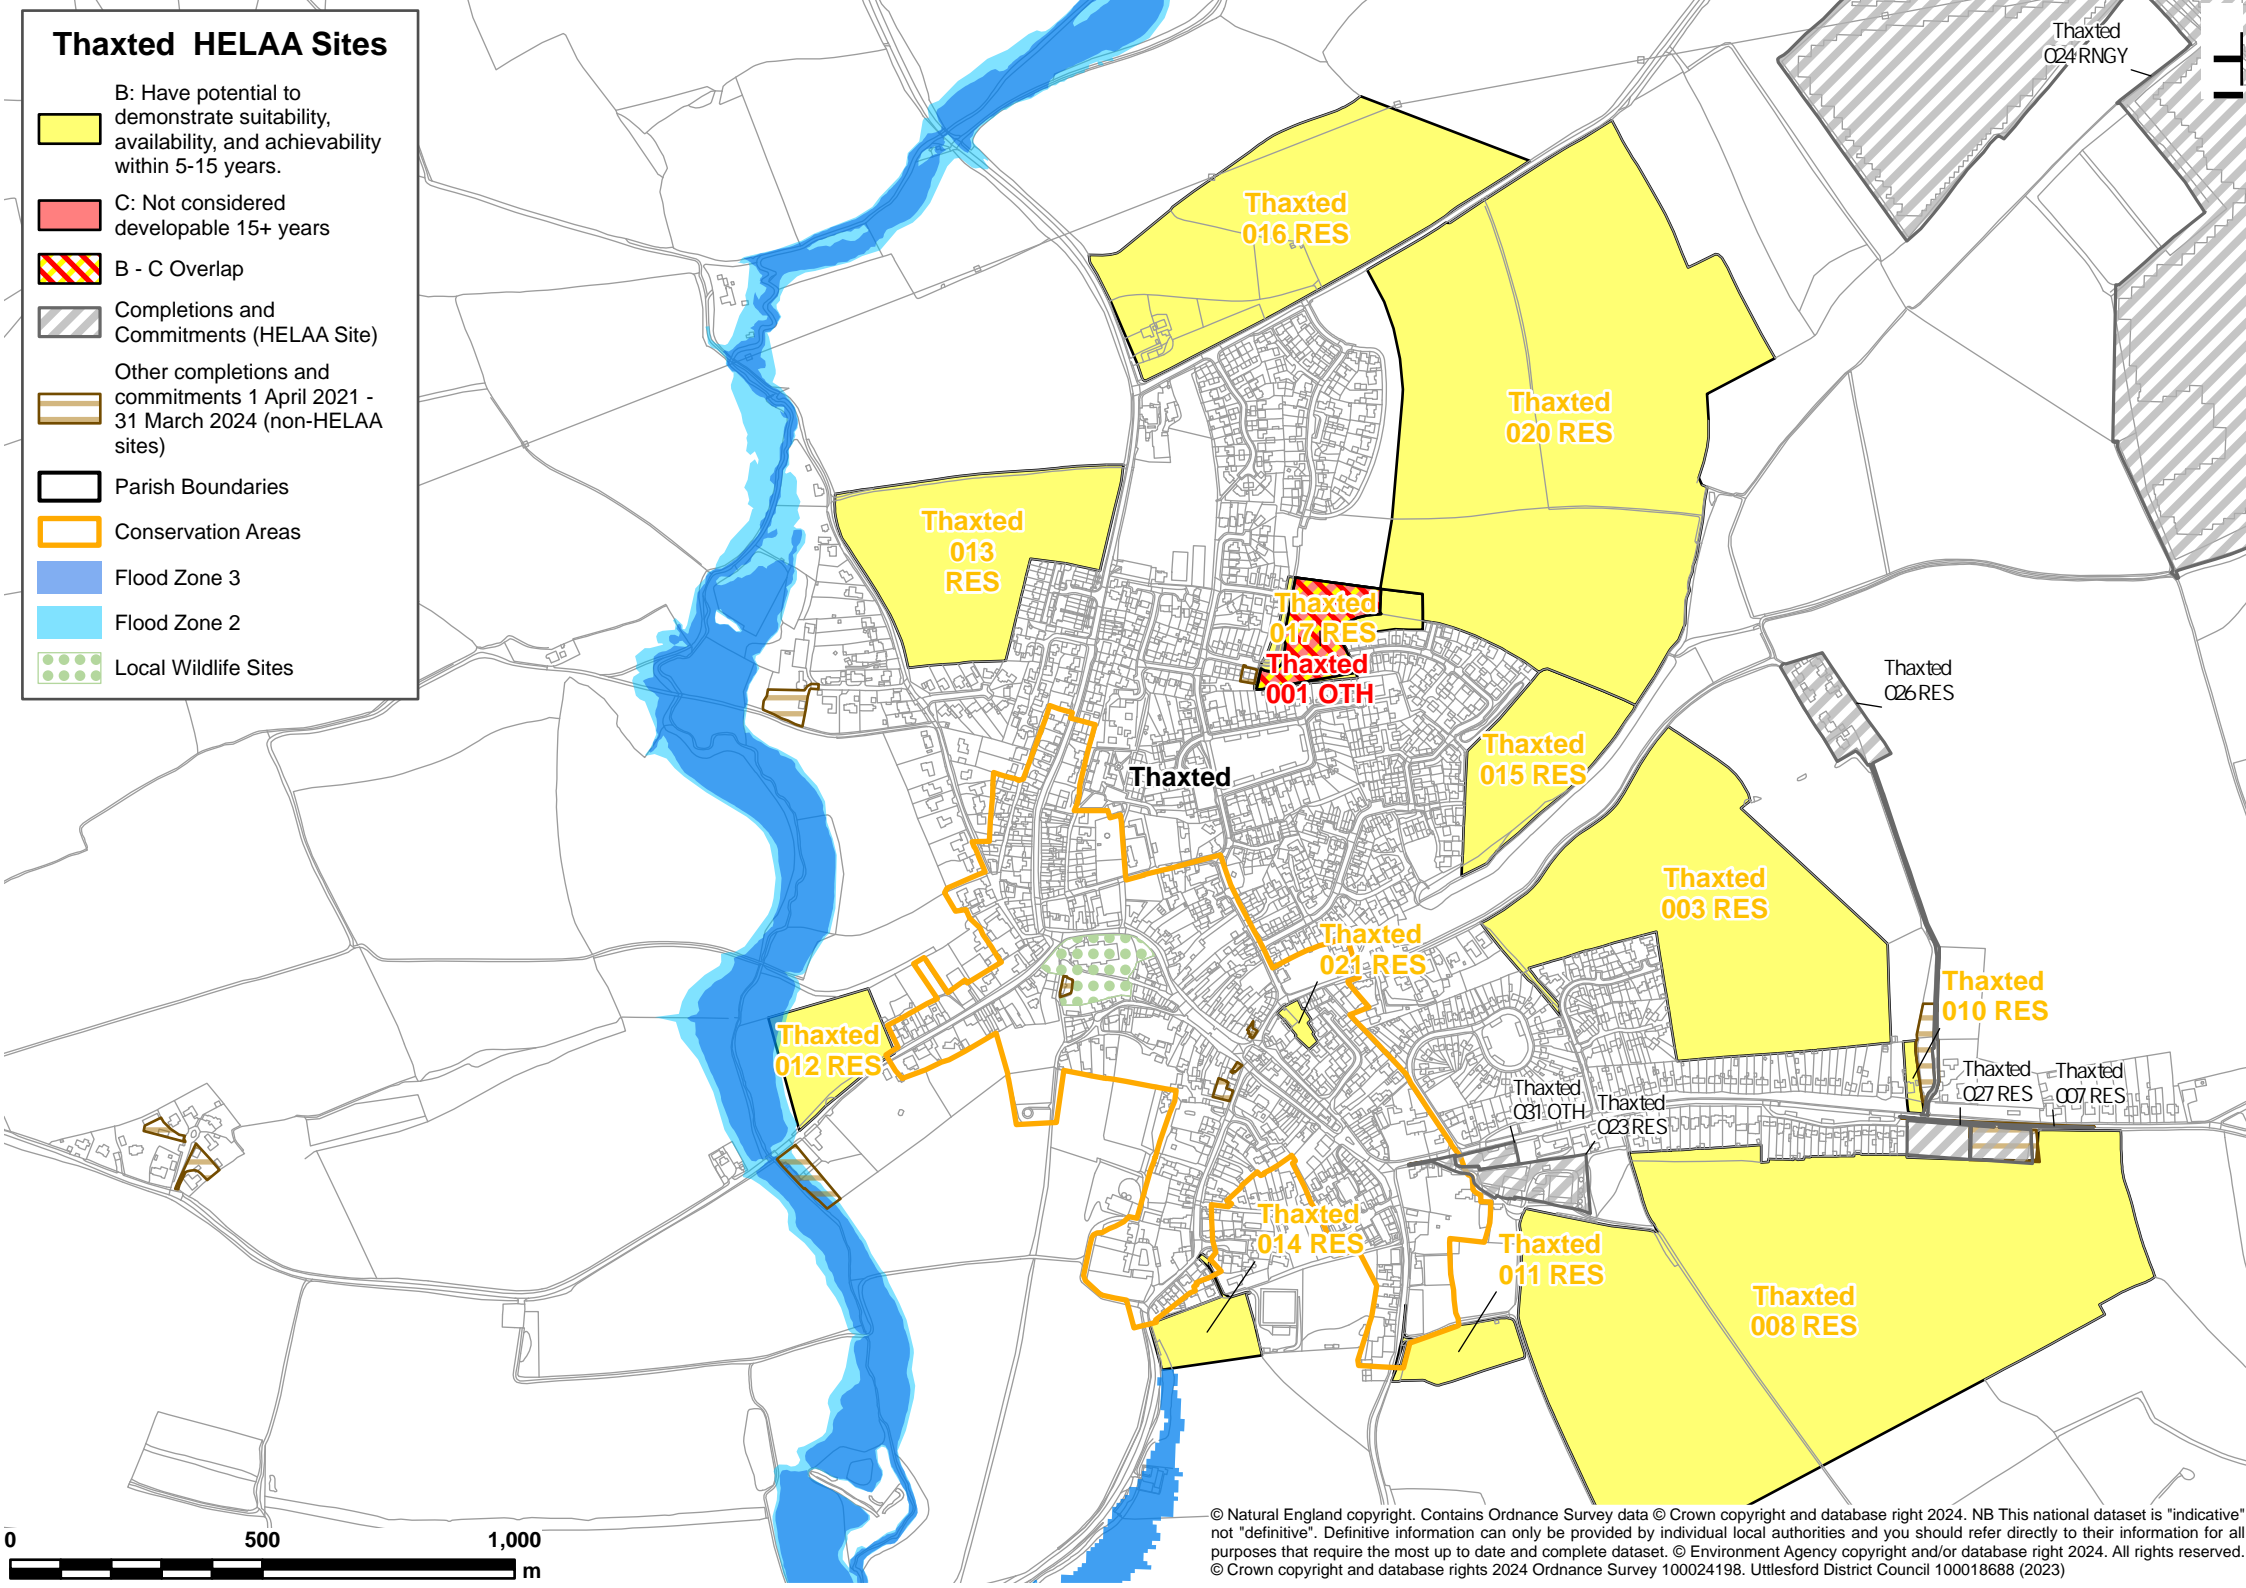 Thaxted HELAA Sites
B: Have potential to
demonstrate suitability,
availability, and achievability
within 5-15 years.
C: Not considered
developable 15+ years
B - C Overlap
Completions and
Commitments (HELAA Site)
Other completions and
commitments 1 April 2021 -
31 March 2024 (non-HELAA
sites)
Parish Boundaries
Conservation Areas
Flood Zone 3
Flood Zone 2
Local Wildlife Sites
Thaxted
024 RNGY
Thaxted
016 RES
Thaxted
020 RES
Thaxted
013
RES
Thaxted
017 RES
Thaxted
001 OTH
Thaxted
026 RES
Thaxted
015 RES
Thaxted
Thaxted
003 RES
Thaxted
021 RES
Thaxted
010 RES
Thaxted
012 RES
Thaxted
027 RES
Thaxted
007 RES
Thaxted
031 OTH
Thaxted
023 RES
Thaxted
014 RES
Thaxted
011 RES
Thaxted
008 RES
0 500 1,000
m
© Natural England copyright. Contains Ordnance Survey data © Crown copyright and database right 2024. NB This national dataset is "indicative"
not "definitive". Definitive information can only be provided by individual local authorities and you should refer directly to their information for all
purposes that require the most up to date and complete dataset. © Environment Agency copyright and/or database right 2024. All rights reserved.
© Crown copyright and database rights 2024 Ordnance Survey 100024198. Uttlesford District Council 100018688 (2023)